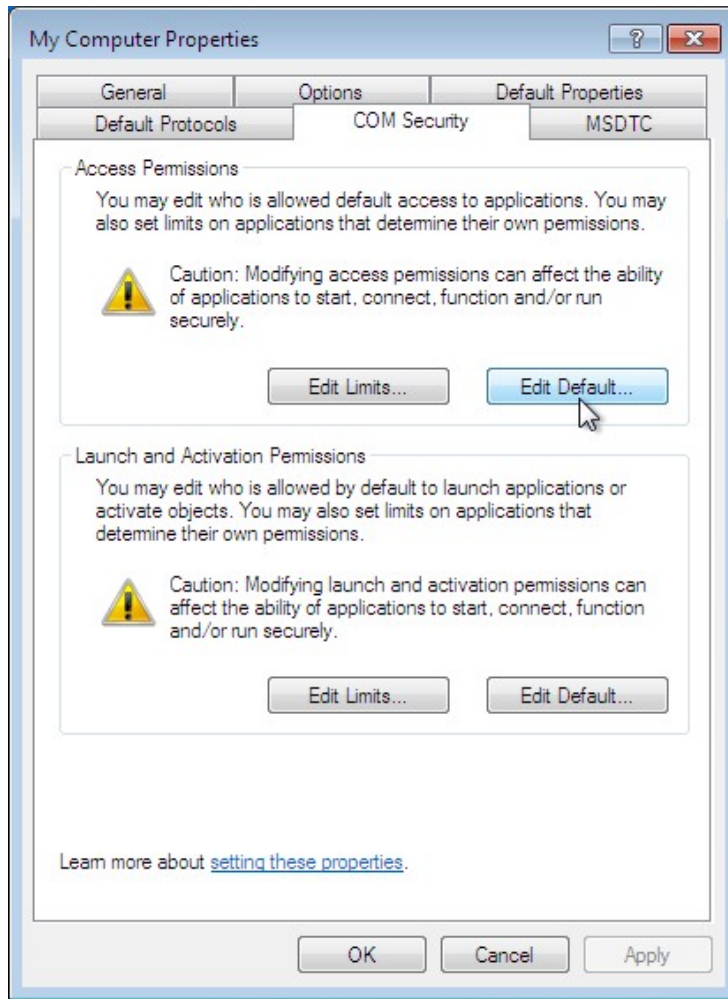 My Computer Properties
General Options Default Properties
Default Protocols COM Security MSDTC
Access Permissions
You may edit who is allowed default access to applications. You may
also set limits on applications that determine their own permissions.
Caution: Modifying access permissions can affect the ability
of applications to start, connect, function and/or run
securely.
Edit Limits... Edit Default...
Launch and Activation Permissions
You may edit who is allowed by default to launch applications or
activate objects. You may also set limits on applications that
determine their own permissions.
Caution: Modifying launch and activation permissions can
affect the ability of applications to start, connect, function
and/or run securely.
Edit Limits... Edit Default...
Learn more about setting these properties.
OK Cancel Apply